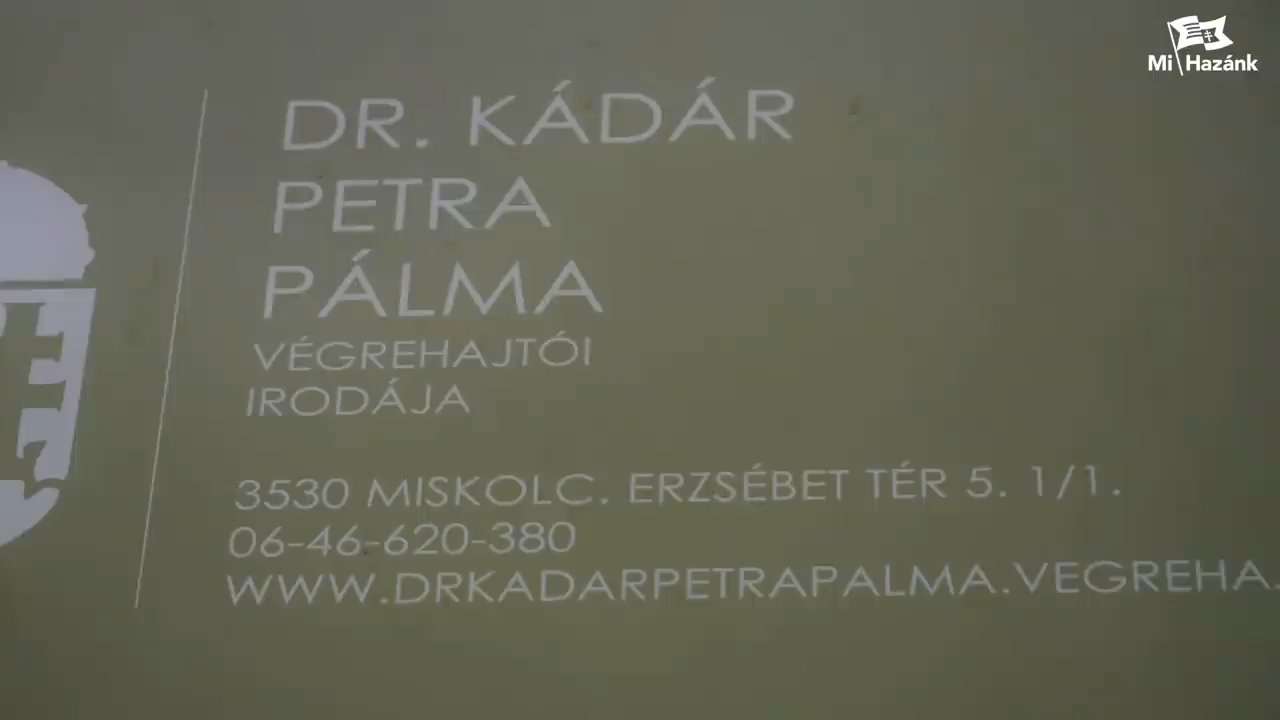 Mi Hazánk
DR. KÁDÁR
PETRA
PÁLMA
VÉGREHAJTÓI
IRODÁJA
3530 MISKOLC. ERZSÉBET TÉR 5. 1/1.
06-46-620-380
WWW.DRKADARPETRAPALMA.VEGREHA